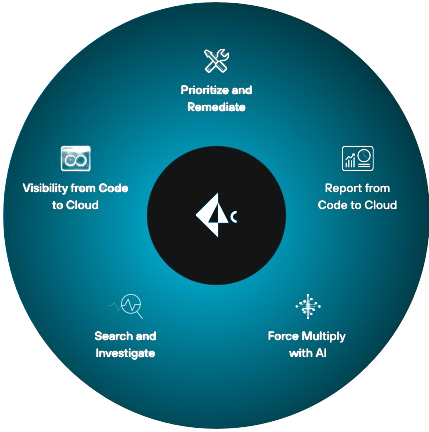 Prioritize and
Remediate
Visibility from Code
to Cloud
Report from
Code to Cloud
Search and
Investigate
Force Multiply
with AI